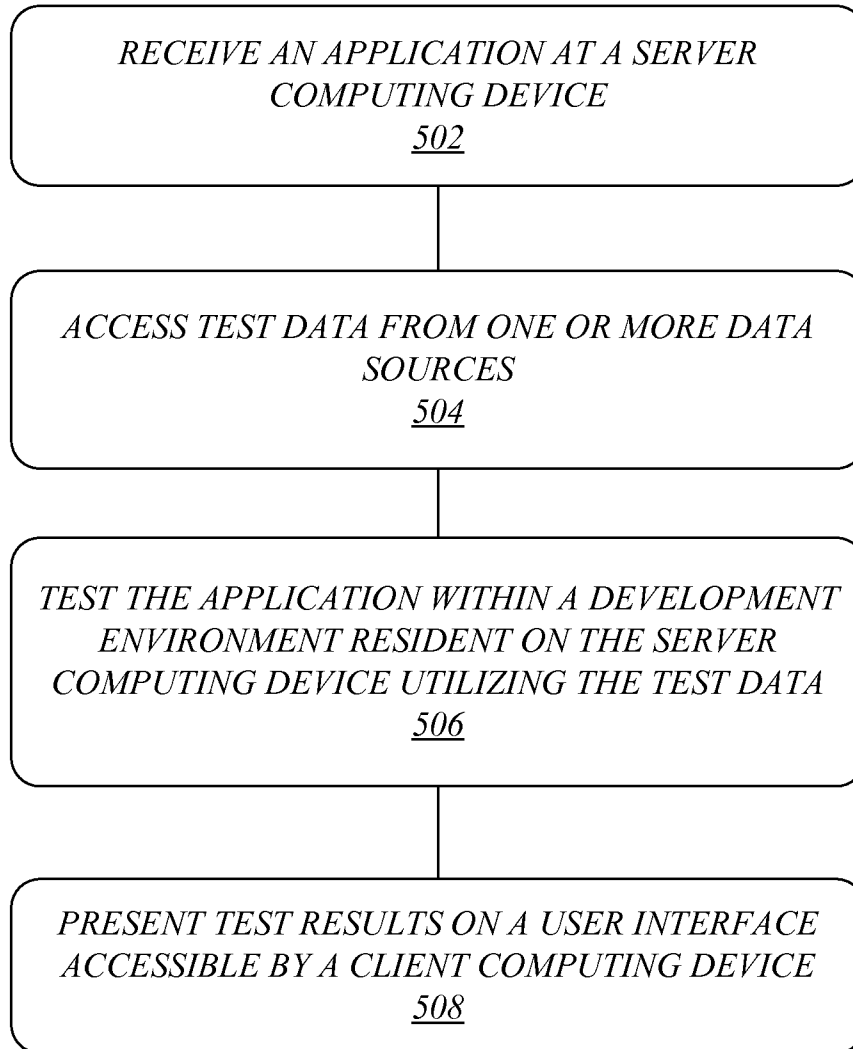 RECEIVE AN APPLICATION AT A SERVER
COMPUTING DEVICE
502
ACCESS TEST DATA FROM ONE OR MORE DATA
SOURCES
504
TEST THE APPLICATION WITHIN A DEVELOPMENT
ENVIRONMENT RESIDENT ON THE SERVER
COMPUTING DEVICE UTILIZING THE TEST DATA
506
PRESENT TEST RESULTS ON A USER INTERFACE
ACCESSIBLE BY A CLIENT COMPUTING DEVICE
508